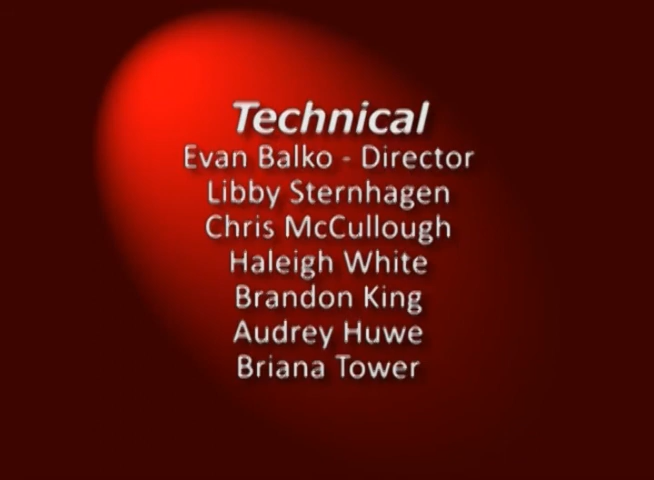 Technical
Evan Balko - Director
Libby Sternhagen
Chris McCullough
Haleigh White
Brandon King
Audrey Huwe
Briana Tower